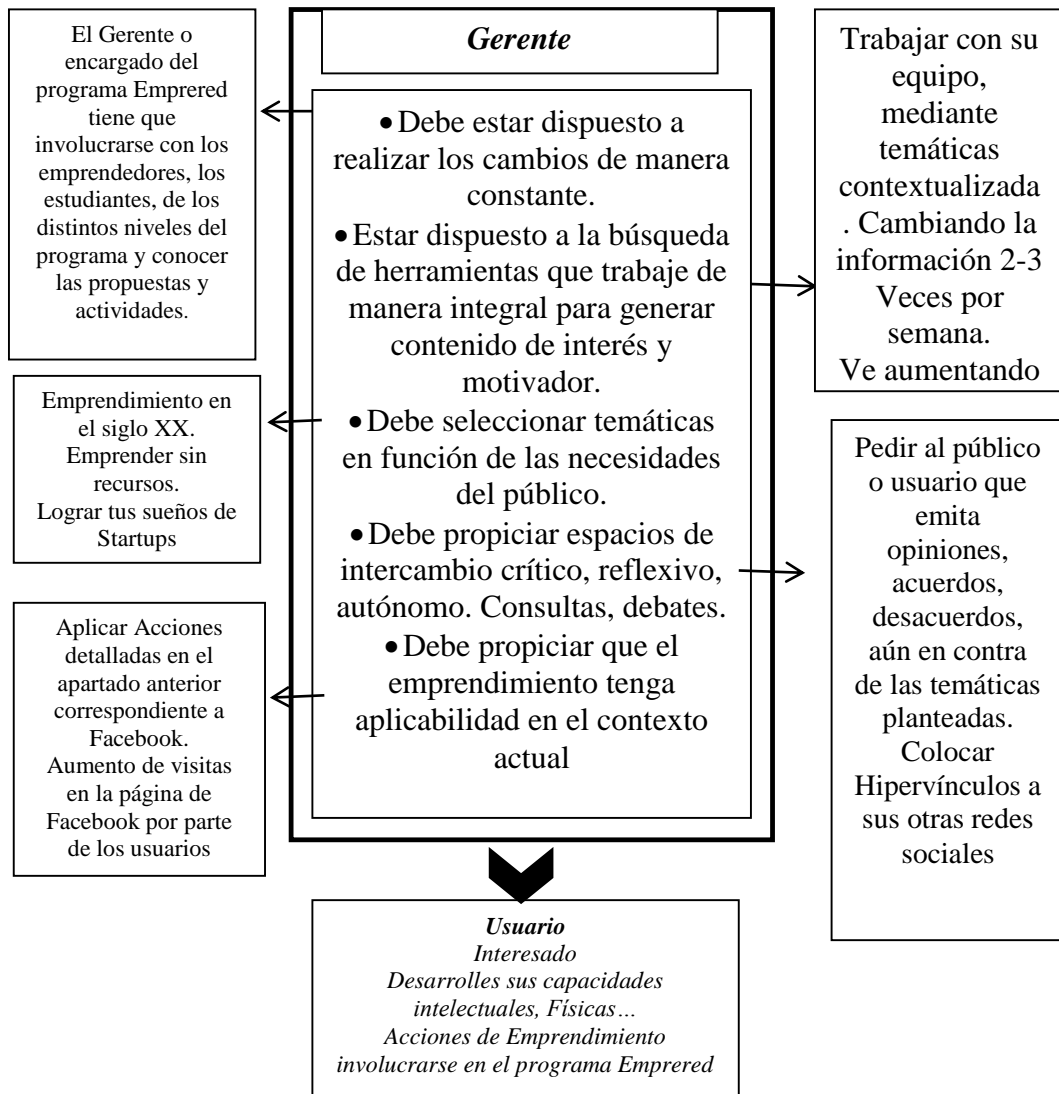 El Gerente o
encargado del
programa Emprered
tiene que
involucrarse con los
emprendedores, los
estudiantes, de los
distintos niveles del
programa y conocer
las propuestas y
actividades.
Emprendimiento en
el siglo XX.
Emprender sin
recursos.
Lograr tus sueños de
Startups
Aplicar Acciones
detalladas en el
apartado anterior
correspondiente a
Facebook.
Aumento de visitas
en la página de
Facebook por parte
de los usuarios
Gerente
• Debe estar dispuesto a
realizar los cambios de manera
constante.
• Estar dispuesto a la búsqueda
de herramientas que trabaje de
manera integral para generar
contenido de interés y
motivador.
• Debe seleccionar temáticas
en función de las necesidades
del público.
• Debe propiciar espacios de
intercambio crítico, reflexivo,
autónomo. Consultas, debates.
• Debe propiciar que el
emprendimiento tenga
aplicabilidad en el contexto
actual
Trabajar con su
equipo,
mediante
temáticas
contextualizada
. Cambiando la
información 2-3
Veces por
semana.
Ve aumentando
Pedir al público
o usuario que
emita
opiniones,
acuerdos,
desacuerdos,
aún en contra
de las temáticas
planteadas.
Colocar
Hipervínculos a
sus otras redes
sociales
Usuario
Interesado
Desarrolles sus capacidades
intelectuales, Físicas…
Acciones de Emprendimiento
involucrarse en el programa Emprered